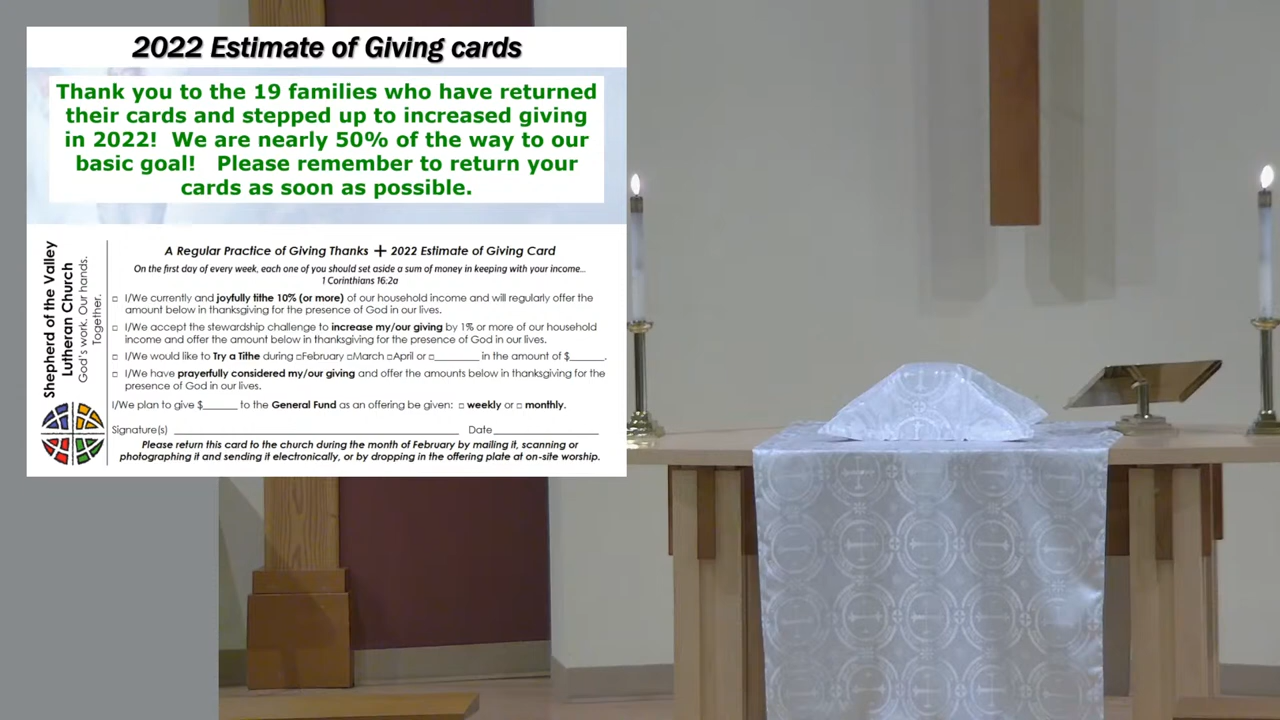 2022 Estimate of Giving cards
Thank you to the 19 families who have returned
their cards and stepped up to increased giving
in 2022!  We are nearly 50% of the way to our
basic goal!   Please remember to return your
cards as soon as possible.
Shepherd of the Valley
Lutheran Church
God's work. Our hands.
Together.
A Regular Practice of Giving Thanks + 2022 Estimate of Giving Card
On the first day of every week, each one of you should set aside a sum of money in keeping with your income...
1 Corinthians 16:2a
□ I/We currently and joyfully tithe 10% (or more) of our household income and will regularly offer the
amount below in thanksgiving for the presence of God in our lives.
□ I/We accept the stewardship challenge to increase my/our giving by 1% or more of our household
income and offer the amount below in thanksgiving for the presence of God in our lives.
□ I/We would like to Try a Tithe during □February □March □April or □________ in the amount of $______.
□ I/We have prayerfully considered my/our giving and offer the amounts below in thanksgiving for the
presence of God in our lives.
I/We plan to give $______ to the General Fund as an offering be given: □ weekly or □ monthly.
Signature(s) ______________________ Date______________
Please return this card to the church during the month of February by mailing it, scanning or
photographing it and sending it electronically, or by dropping in the offering plate at on-site worship.